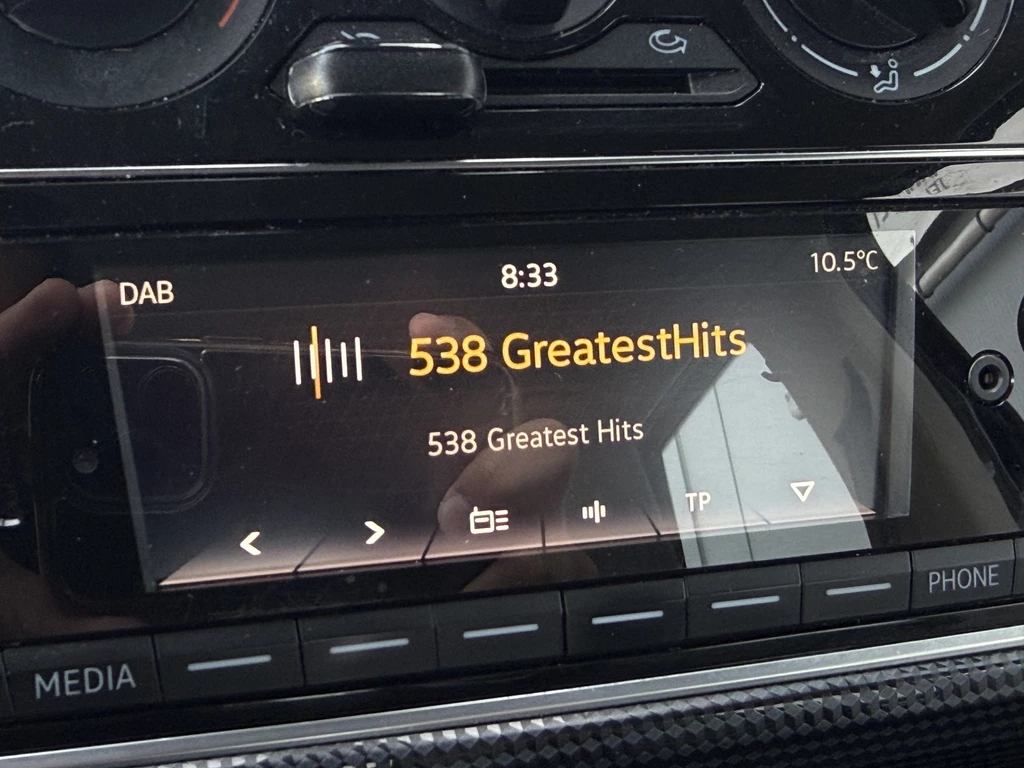 DAB 8:33 10.5°C
538 GreatestHits
538 Greatest Hits
TP
PHONE
MEDIA